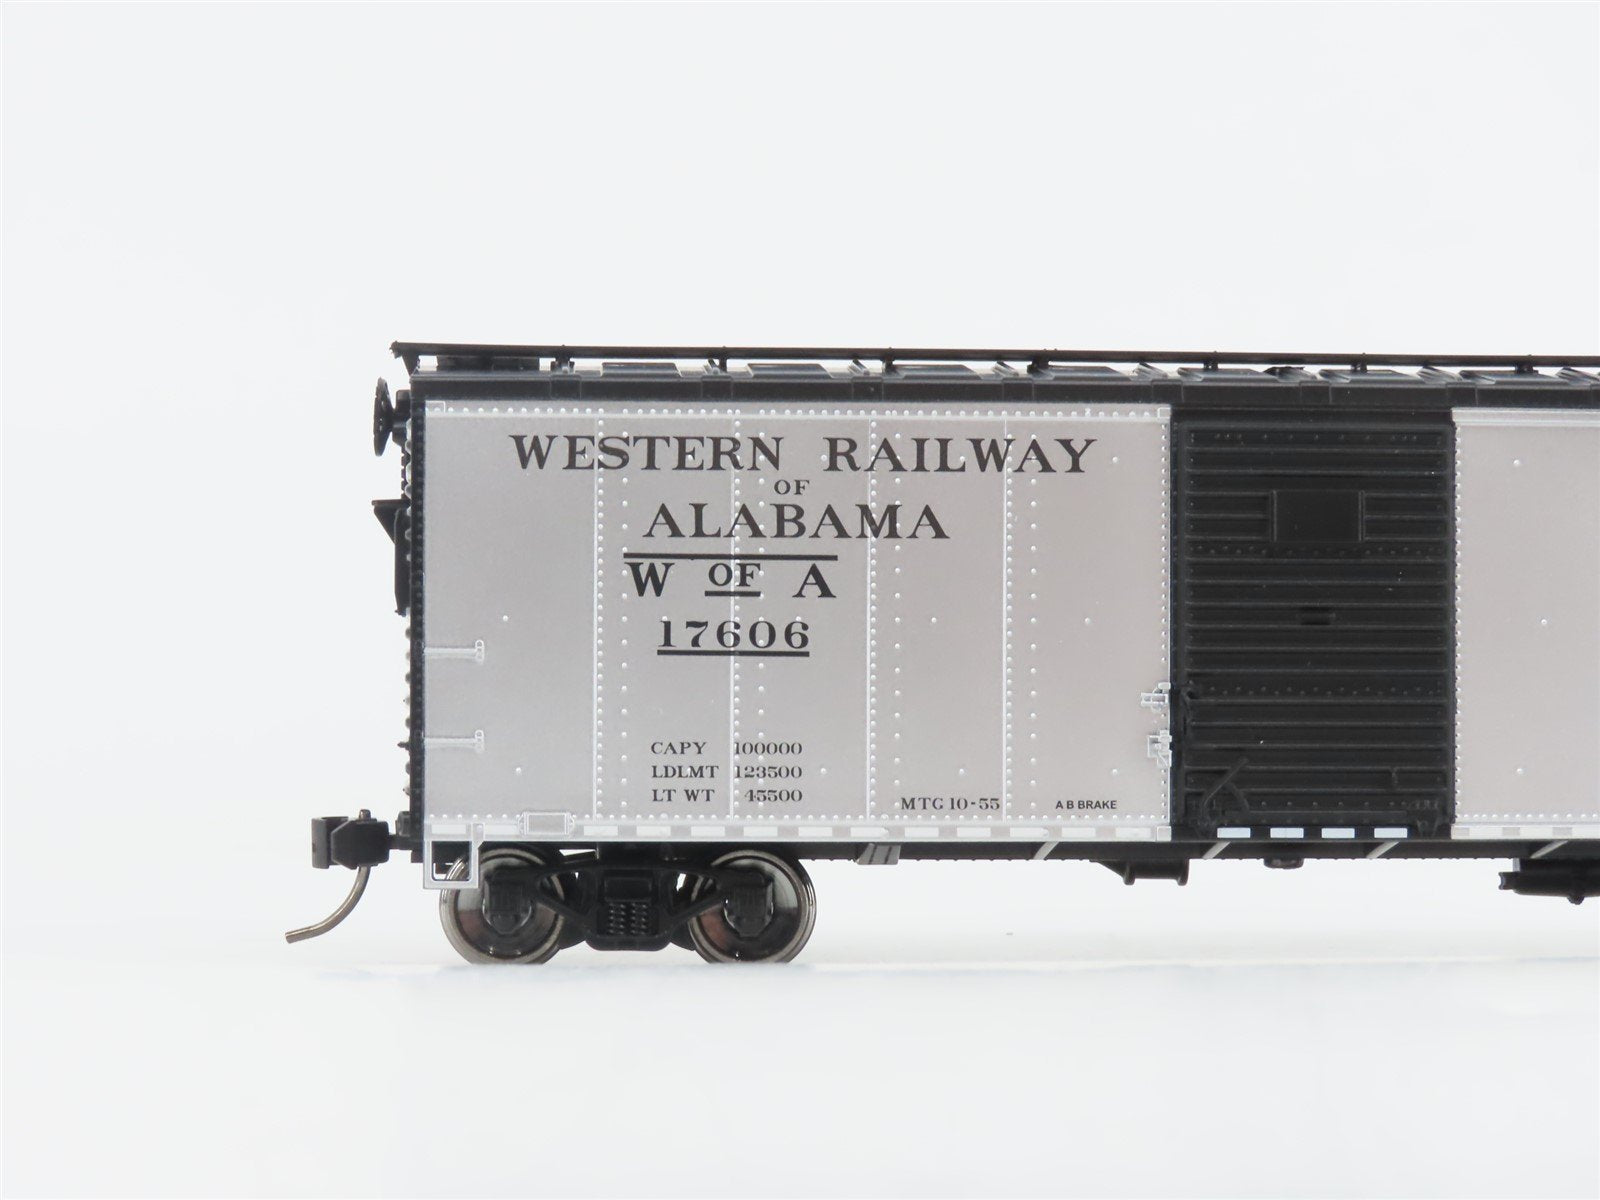 WESTERN RAILWAY
OF
ALABAMA
W OF A
17606
CAPY 100000
LDLMT 123500
LT WT 45500
MTG 10-55
A B BRAKE